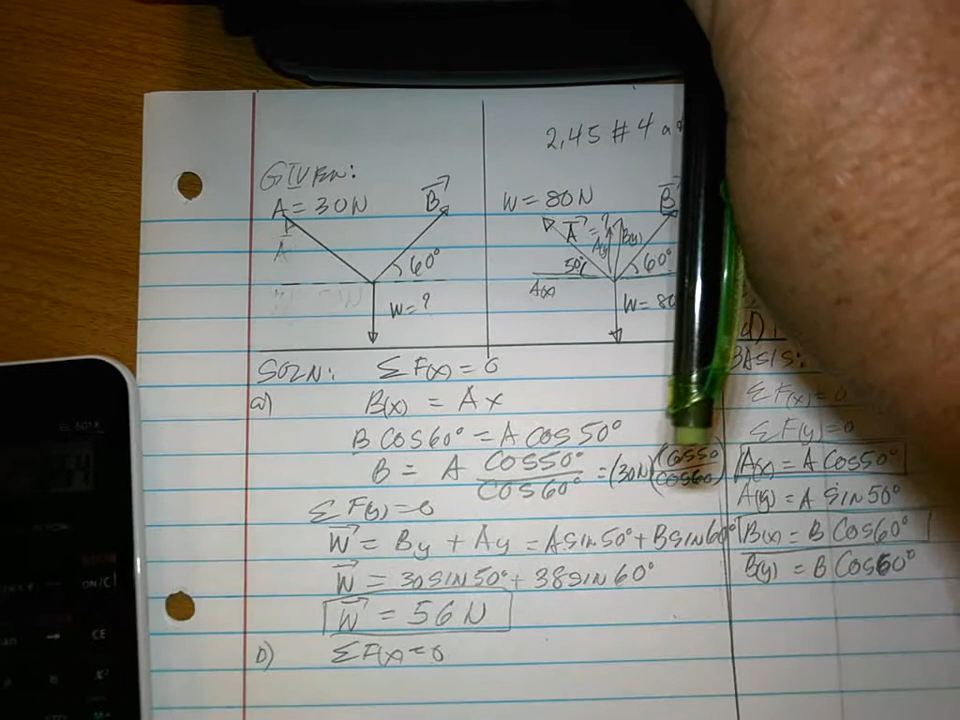 2,45 #4 a
GIVEN:
A = 30N
B
A
60°
W = ?
W = 80N
A = ?
Ay
B(y)
B
50°
60°
A(x)
W = 80
d)
BASIS:
ΣF(x) = 0
ΣF(y) = 0
A(x) = A COS50°
A(y) = A SIN 50°
B(x) = B COS60°
B(y) = B COS60°
SOLN: ΣF(x) = 0
a) B(x) = Ax
B COS60° = A COS 50°
B = A COS50° / COS60° = (30N)(COS50 / COS60)
ΣF(y) = 0
W = By + Ay = A SIN 50° + B SIN 60°
W = 30 SIN 50° + 38 SIN 60°
W = 56 N
b) ΣF(x) = 0
ON/C
CE